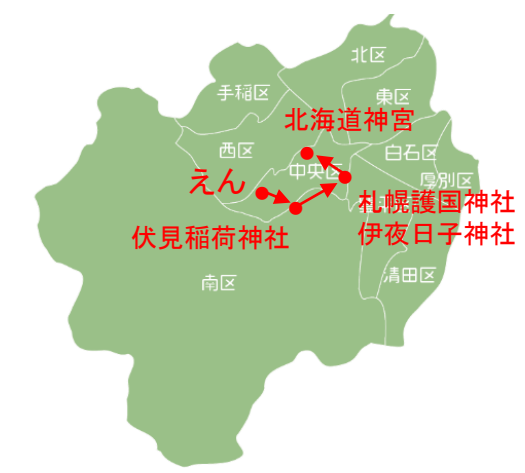 北区
手稲区
東区
北海道神宮
西区
白石区
中央区
厚別区
えん
札幌護国神社
伊夜日子神社
伏見稲荷神社
清田区
南区